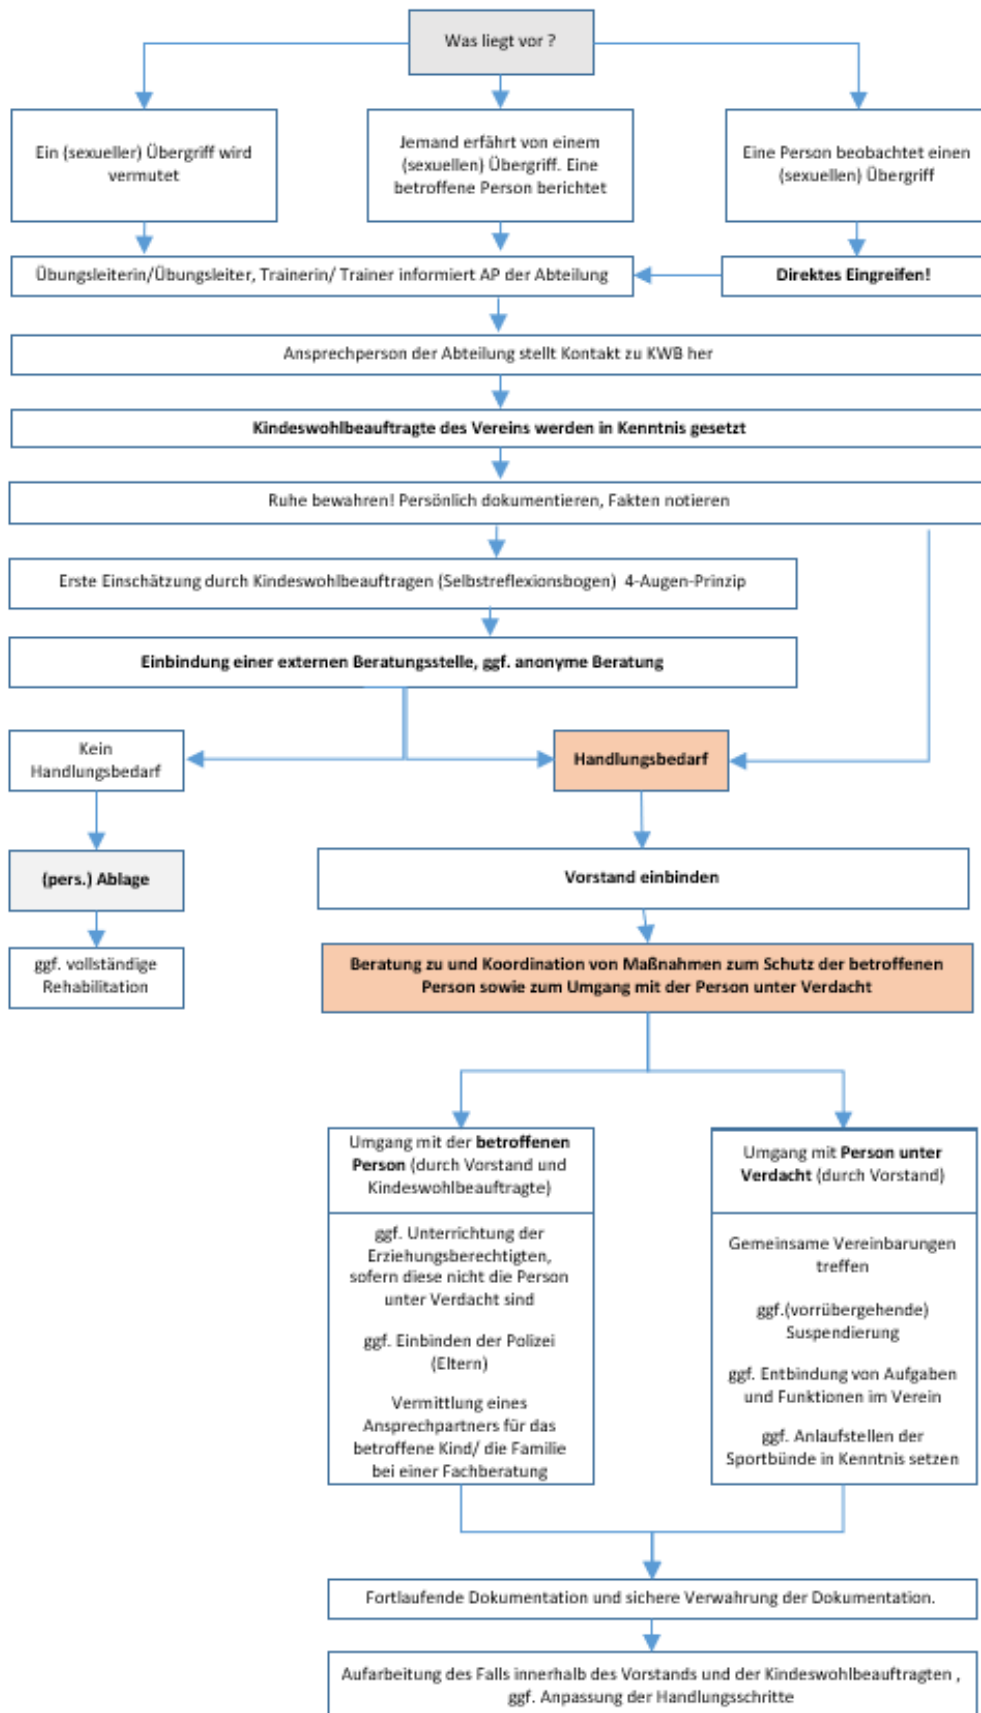 Was liegt vor ?
Ein (sexueller) Übergriff wird
vermutet
Jemand erfährt von einem
(sexuellen) Übergriff. Eine
betroffene Person berichtet
Eine Person beobachtet einen
(sexuellen) Übergriff
Übungsleiterin/Übungsleiter, Trainerin/ Trainer informiert AP der Abteilung
Direktes Eingreifen!
Ansprechperson der Abteilung stellt Kontakt zu KWB her
Kindeswohlbeauftragte des Vereins werden in Kenntnis gesetzt
Ruhe bewahren! Persönlich dokumentieren, Fakten notieren
Erste Einschätzung durch Kindeswohlbeauftragen (Selbstreflexionsbogen) 4-Augen-Prinzip
Einbindung einer externen Beratungsstelle, ggf. anonyme Beratung
Kein
Handlungsbedarf
Handlungsbedarf
(pers.) Ablage
Vorstand einbinden
ggf. vollständige
Rehabilitation
Beratung zu und Koordination von Maßnahmen zum Schutz der betroffenen
Person sowie zum Umgang mit der Person unter Verdacht
Umgang mit der betroffenen
Person (durch Vorstand und
Kindeswohlbeauftragte)
ggf. Unterrichtung der
Erziehungsberechtigten,
sofern diese nicht die Person
unter Verdacht sind
ggf. Einbinden der Polizei
(Eltern)
Vermittlung eines
Ansprechpartners für das
betroffene Kind/ die Familie
bei einer Fachberatung
Umgang mit Person unter
Verdacht (durch Vorstand)
Gemeinsame Vereinbarungen
treffen
ggf.(vorrübergehende)
Suspendierung
ggf. Entbindung von Aufgaben
und Funktionen im Verein
ggf. Anlaufstellen der
Sportbünde in Kenntnis setzen
Fortlaufende Dokumentation und sichere Verwahrung der Dokumentation.
Aufarbeitung des Falls innerhalb des Vorstands und der Kindeswohlbeauftragten ,
ggf. Anpassung der Handlungsschritte